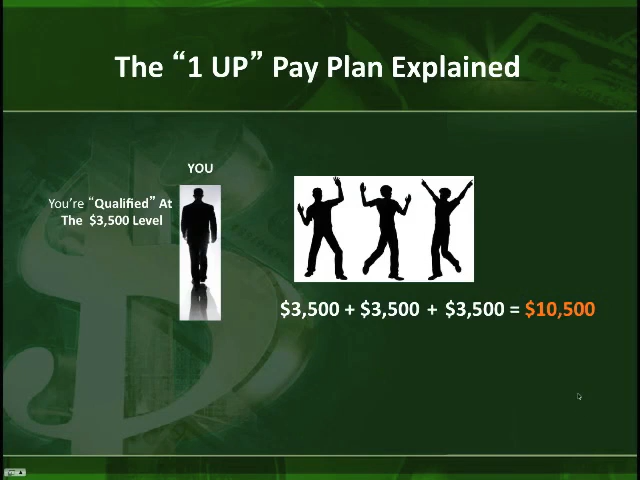 The “1 UP” Pay Plan Explained
YOU
You’re “Qualified” At
The $3,500 Level
$3,500 + $3,500 + $3,500 = $10,500